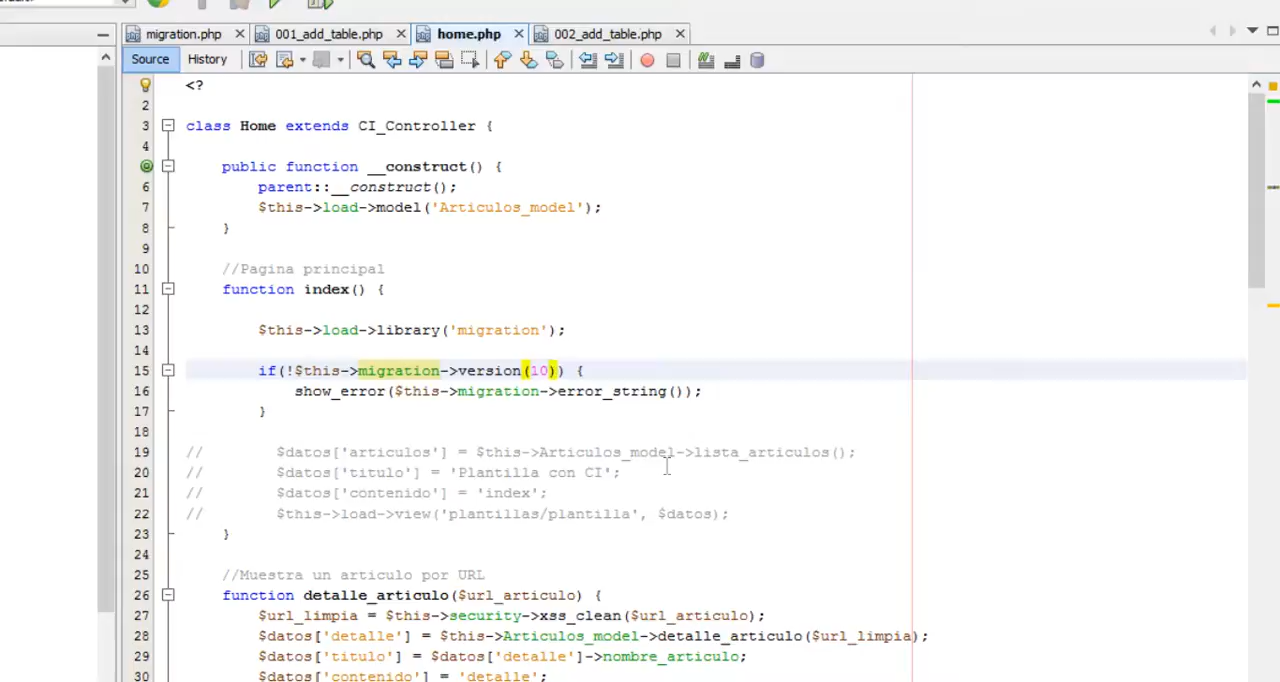 migration.php 001_add_table.php home.php 002_add_table.php
Source History
<?
2
3 class Home extends CI_Controller {
4
public function __construct() {
6 parent::__construct();
7 $this->load->model('Articulos_model');
8 }
9
10 //Pagina principal
11 function index() {
12
13 $this->load->library('migration');
14
15 if(!$this->migration->version(10)) {
16 show_error($this->migration->error_string());
17 }
18
19 // $datos['articulos'] = $this->Articulos_model->lista_articulos();
20 // $datos['titulo'] = 'Plantilla con CI';
21 // $datos['contenido'] = 'index';
22 // $this->load->view('plantillas/plantilla', $datos);
23 }
24
25 //Muestra un articulo por URL
26 function detalle_articulo($url_articulo) {
27 $url_limpia = $this->security->xss_clean($url_articulo);
28 $datos['detalle'] = $this->Articulos_model->detalle_articulo($url_limpia);
29 $datos['titulo'] = $datos['detalle']->nombre_articulo;
30 $datos['contenido'] = 'detalle';